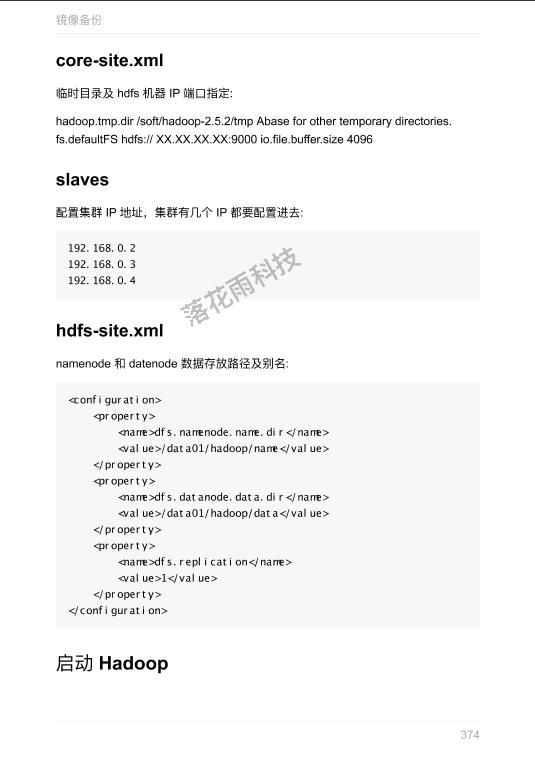 镜像备份
core-site.xml
临时目录及 hdfs 机器 IP 端口指定:
hadoop.tmp.dir /soft/hadoop-2.5.2/tmp Abase for other temporary directories.
fs.defaultFS hdfs:// XX.XX.XX.XX:9000 io.file.buffer.size 4096
slaves
配置集群 IP 地址，集群有几个 IP 都要配置进去:
192.168.0.2
192.168.0.3
192.168.0.4
落花雨科技
hdfs-site.xml
namenode 和 datenode 数据存放路径及别名:
<configuration>
<property>
<name>dfs.namenode.name.dir</name>
<value>/data01/hadoop/name</value>
</property>
<property>
<name>dfs.datanode.data.dir</name>
<value>/data01/hadoop/data</value>
</property>
<property>
<name>dfs.replication</name>
<value>1</value>
</property>
</configuration>
启动 Hadoop
374